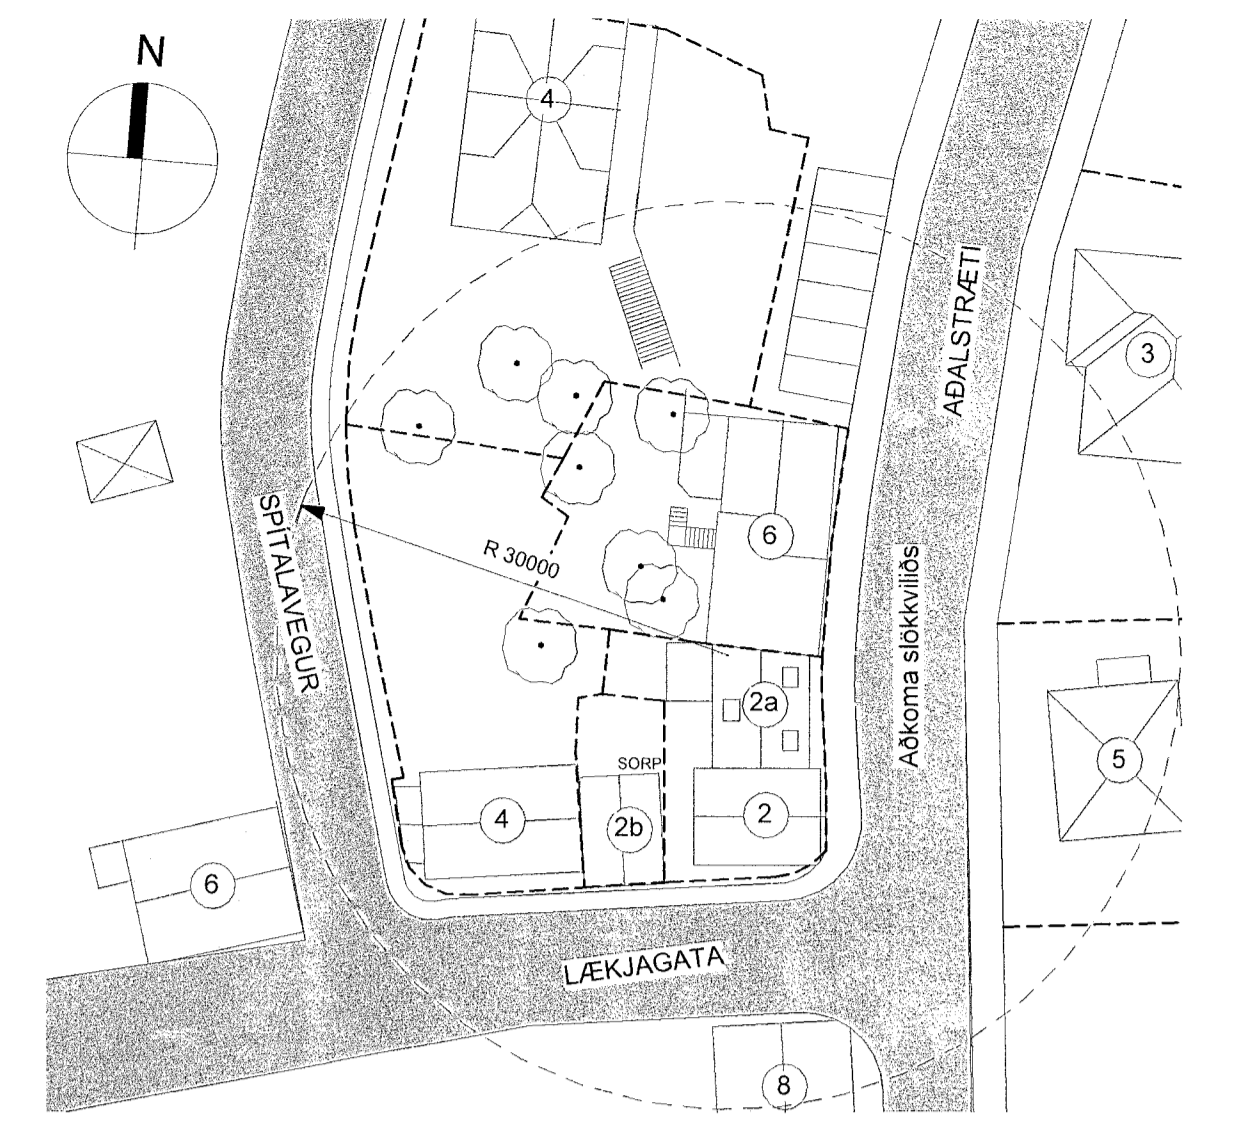 N
4
AÐALSTRÆTI
3
SPÍTALAVEGUR
R 30000
6
Aðkoma slökkviliðs
2a
5
SORP
4
2b
2
6
LÆKJAGATA
8